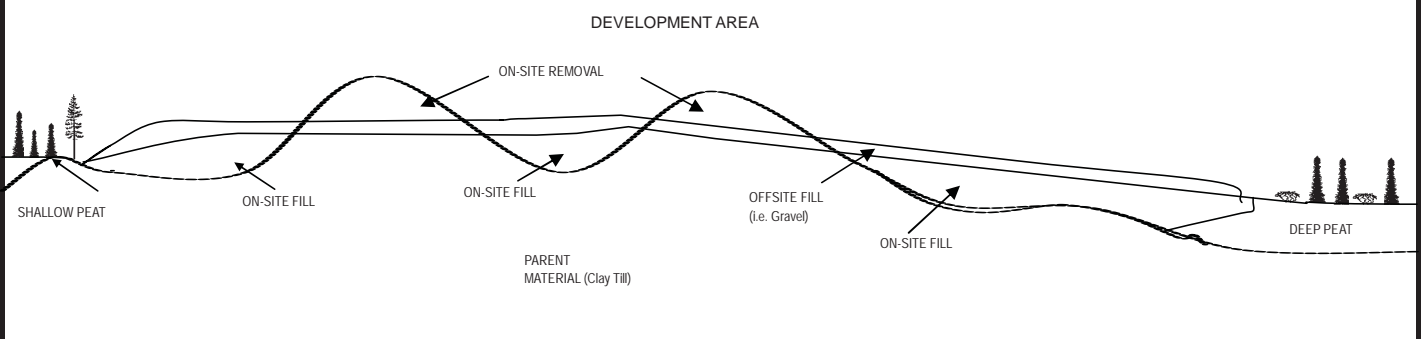 DEVELOPMENT AREA
ON-SITE REMOVAL
SHALLOW PEAT
ON-SITE FILL
ON-SITE FILL
OFFSITE FILL
(i.e. Gravel)
ON-SITE FILL
DEEP PEAT
PARENT
MATERIAL (Clay Till)